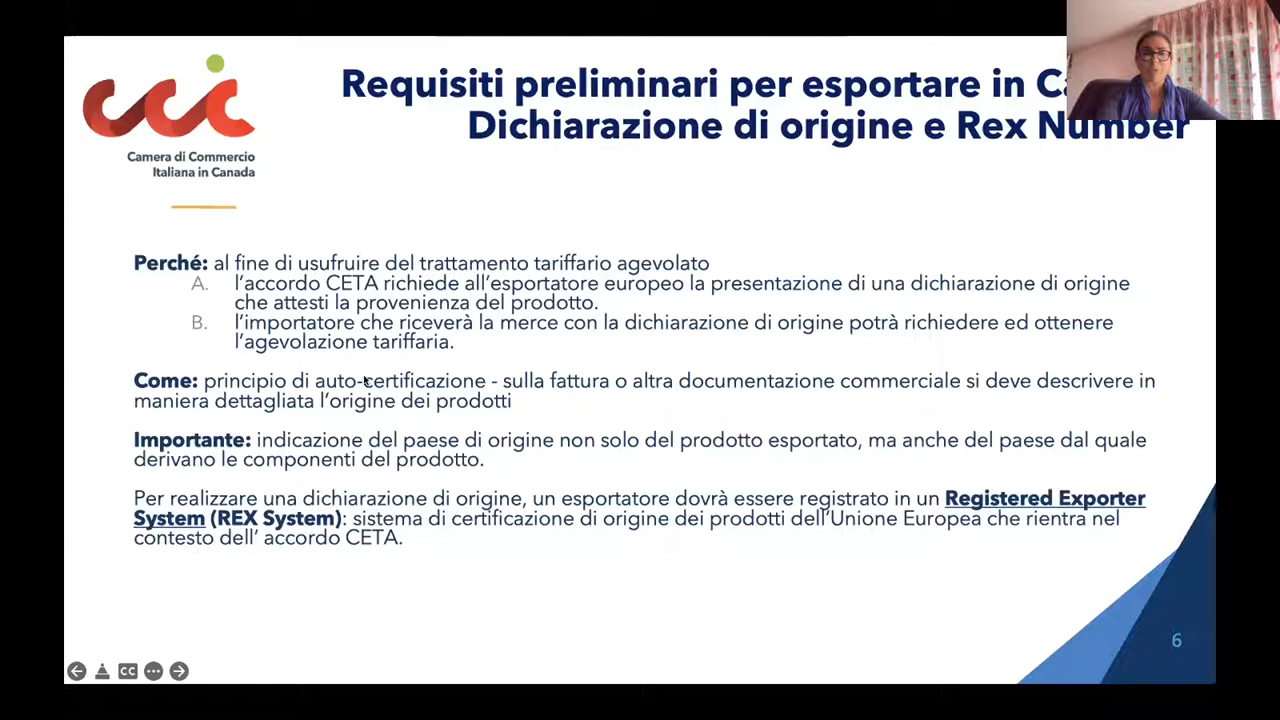 Requisiti preliminari per esportare in
Dichiarazione di origine e Rex Number
cci
Camera di Commercio
Italiana in Canada
Perché: al fine di usufruire del trattamento tariffario agevolato
A. l’accordo CETA richiede all’esportatore europeo la presentazione di una dichiarazione di origine
che attesti la provenienza del prodotto.
B. l’importatore che riceverà la merce con la dichiarazione di origine potrà richiedere ed ottenere
l’agevolazione tariffaria.
Come: principio di auto-certificazione - sulla fattura o altra documentazione commerciale si deve descrivere in
maniera dettagliata l’origine dei prodotti
Importante: indicazione del paese di origine non solo del prodotto esportato, ma anche del paese dal quale
derivano le componenti del prodotto.
Per realizzare una dichiarazione di origine, un esportatore dovrà essere registrato in un Registered Exporter
System (REX System): sistema di certificazione di origine dei prodotti dell’Unione Europea che rientra nel
contesto dell’ accordo CETA.
6
CC